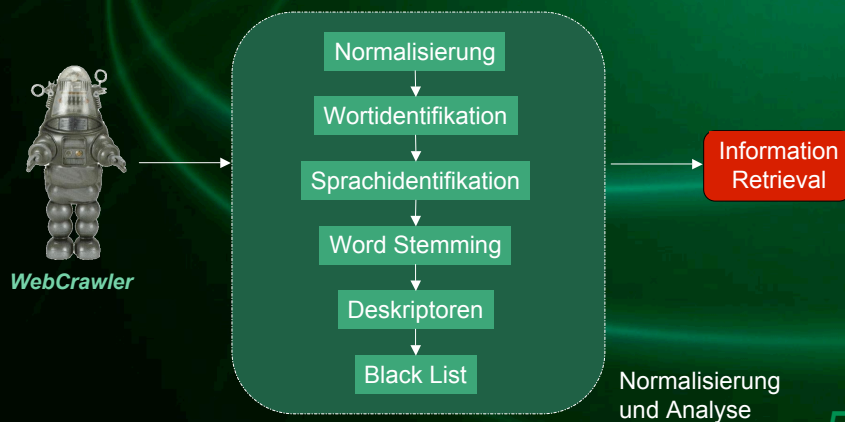 Normalisierung
Wortidentifikation
Sprachidentifikation
Word Stemming
Deskriptoren
Black List
WebCrawler
Information
Retrieval
Normalisierung
und Analyse